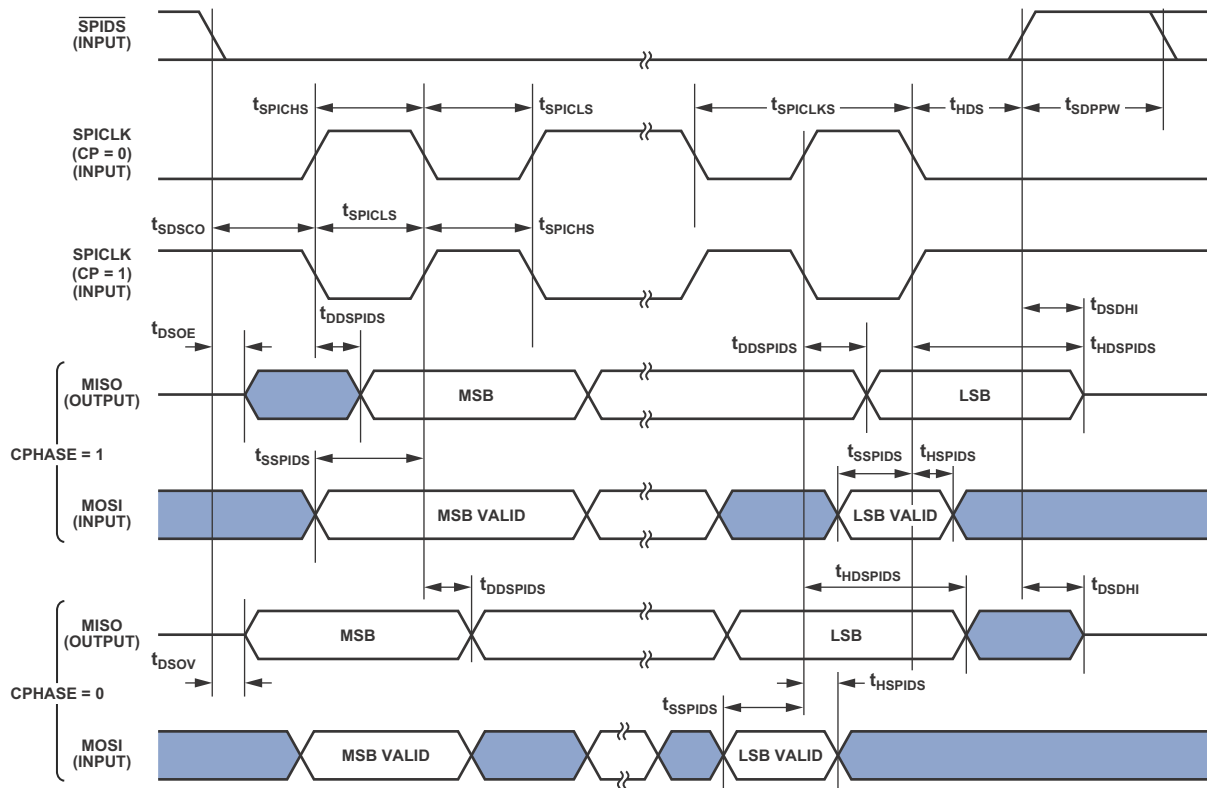 SPIDS
(INPUT)
tSPICHS
tSPICLS
tSPICLKS
tHDS
tSDPPW
SPICLK
(CP = 0)
(INPUT)
tSDSCO
tSPICLS
tSPICHS
SPICLK
(CP = 1)
(INPUT)
tDSOE
tDDSPIDS
tDDSPIDS
tDSDHI
tHDSPIDS
MISO
(OUTPUT)
MSB
LSB
CPHASE = 1
tSSPIDS
tSSPIDS
tHSPIDS
MOSI
(INPUT)
MSB VALID
LSB VALID
tDDSPIDS
tHDSPIDS
tDSDHI
MISO
(OUTPUT)
MSB
LSB
tDSOV
CPHASE = 0
tHSPIDS
tSSPIDS
MOSI
(INPUT)
MSB VALID
LSB VALID